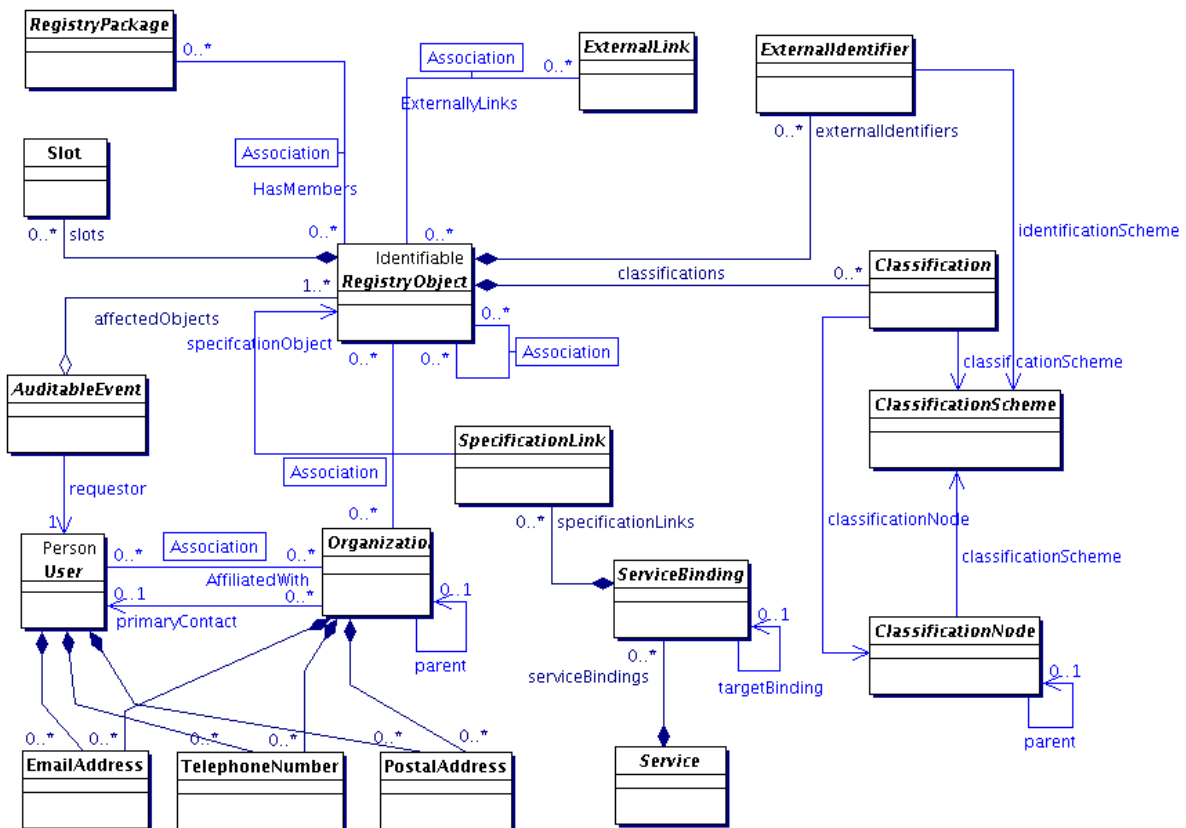 RegistryPackage
0..*
Association
ExternallyLinks
0..*
ExternalLink
ExternalIdentifier
0..* externalIdentifiers
Slot
0..* slots
Association
HasMembers
0..*
0..*
identificationScheme
Identifiable
RegistryObject
classifications
0..*
Classification
1..*
affectedObjects
specifcationObject
0..*
0..*
0..*
Association
classificationScheme
AuditableEvent
ClassificationScheme
SpecificationLink
Association
requestor
1
0..*
0..* specificationLinks
classificationNode
classificationScheme
Person
User
0..*
Association
0..*
AffiliatedWith
Organizatio
0..1
0..*
primaryContact
0..1
parent
ServiceBinding
0..1
0..*
serviceBindings
targetBinding
ClassificationNode
0..1
parent
0..*
0..*
0..*
0..*
0..*
0..*
EmailAddress
TelephoneNumber
PostalAddress
Service